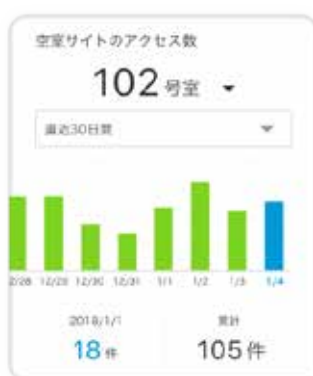 空室サイトのアクセス数
102号室
直近30日間
2/28 12/29 12/30 12/31 1/1 1/2 1/3 1/4
2018/1/1 累計
18件 105件